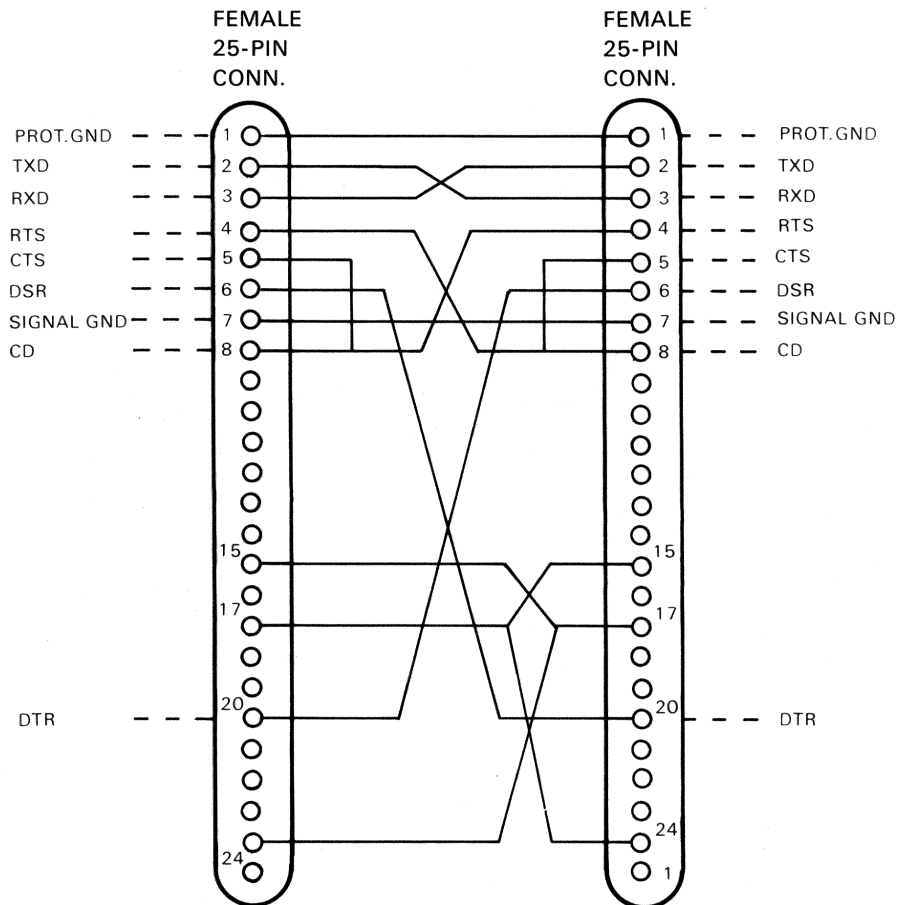 FEMALE
25-PIN
CONN.
FEMALE
25-PIN
CONN.
PROT.GND 1 1 PROT.GND
TXD 2 2 TXD
RXD 3 3 RXD
RTS 4 4 RTS
CTS 5 5 CTS
DSR 6 6 DSR
SIGNAL GND 7 7 SIGNAL GND
CD 8 8 CD
15 15
17 17
DTR 20 20 DTR
24 24
1